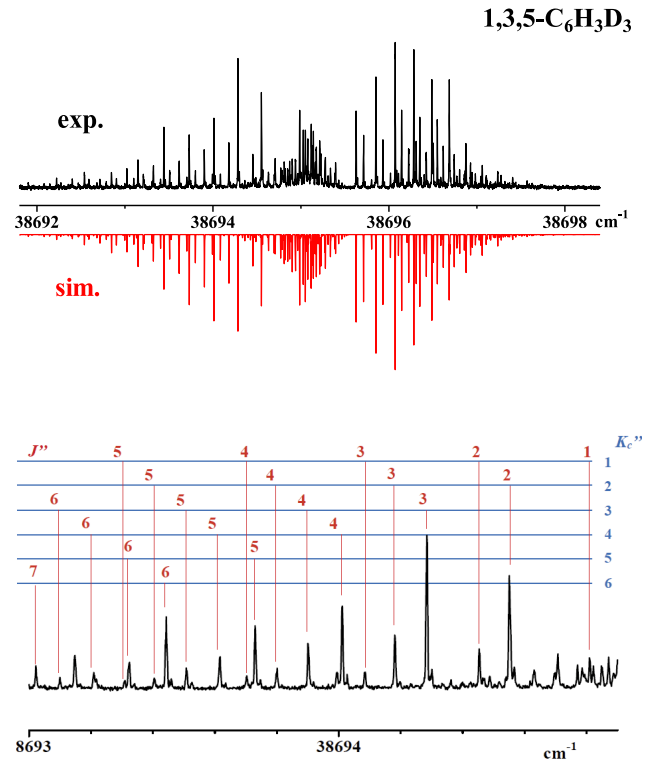 1,3,5-C₆H₃D₃
exp.
38692 38694 38696 38698 cm⁻¹
sim.
J'' 5 4 3 2 1 K_c''
1
5 4 3 2 2
6 5 4 3 3
6 5 4 4
6 5 5
7 6 6
8693 38694 cm⁻¹